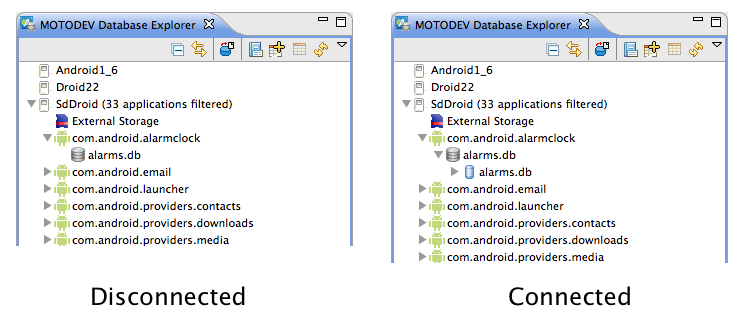 MOTODEV Database Explorer
Android1_6
Droid22
SdDroid (33 applications filtered)
External Storage
com.android.alarmclock
alarms.db
com.android.email
com.android.launcher
com.android.providers.contacts
com.android.providers.downloads
com.android.providers.media
Disconnected
MOTODEV Database Explorer
Android1_6
Droid22
SdDroid (33 applications filtered)
External Storage
com.android.alarmclock
alarms.db
alarms.db
com.android.email
com.android.launcher
com.android.providers.contacts
com.android.providers.downloads
com.android.providers.media
Connected